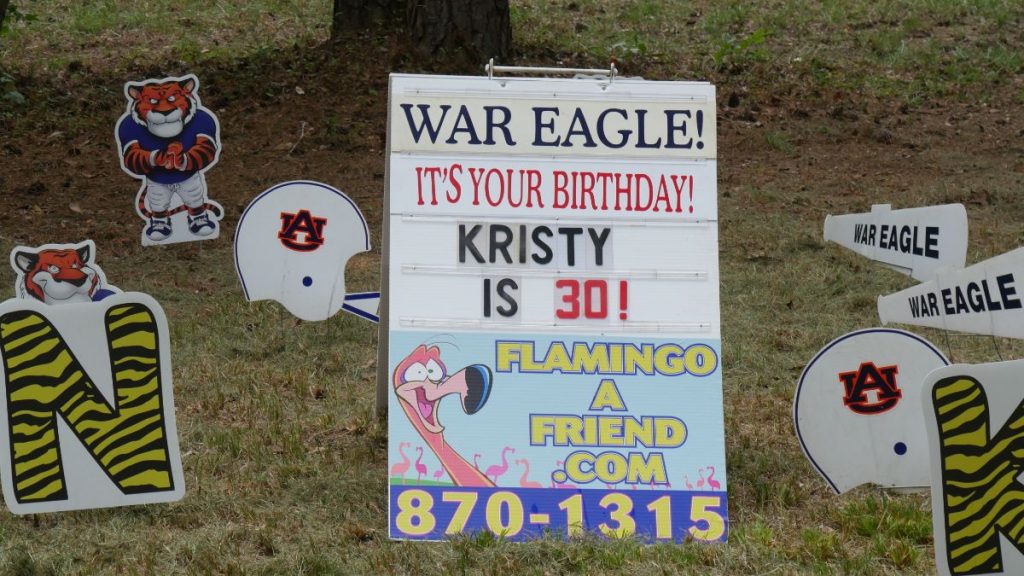 WAR EAGLE!
IT'S YOUR BIRTHDAY!
KRISTY
IS 30!
FLAMINGO
A
FRIEND
.COM
870-1315
N
AU
WAR EAGLE
WAR EAGLE
AU
K